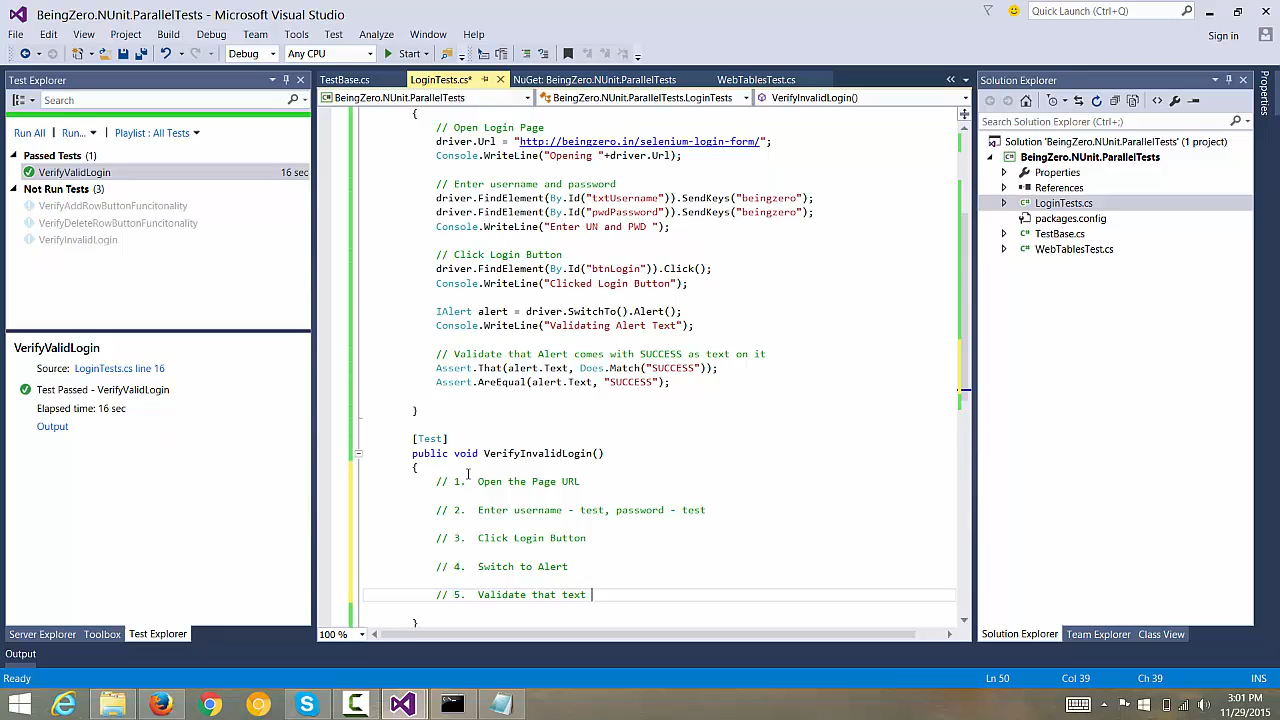 BeingZero.NUnit.ParallelTests - Microsoft Visual Studio
Quick Launch (Ctrl+Q)
File Edit View Project Build Debug Team Tools Test Analyze Window Help
Sign in
Debug Any CPU Start
Test Explorer
Search
Run All Run... Playlist : All Tests
Passed Tests (1)
VerifyValidLogin 16 sec
Not Run Tests (3)
VerifyAddRowButtonFuncitonality
VerifyDeleteRowButtonFuncitonality
VerifyInvalidLogin
VerifyValidLogin
Source: LoginTests.cs line 16
Test Passed - VerifyValidLogin
Elapsed time: 16 sec
Output
TestBase.cs LoginTests.cs* NuGet: BeingZero.NUnit.ParallelTests WebTablesTest.cs
BeingZero.NUnit.ParallelTests BeingZero.NUnit.ParallelTests.LoginTests VerifyInvalidLogin()
{
// Open Login Page
driver.Url = "http://beingzero.in/selenium-login-form/";
Console.WriteLine("Opening "+driver.Url);
// Enter username and password
driver.FindElement(By.Id("txtUsername")).SendKeys("beingzero");
driver.FindElement(By.Id("pwdPassword")).SendKeys("beingzero");
Console.WriteLine("Enter UN and PWD ");
// Click Login Button
driver.FindElement(By.Id("btnLogin")).Click();
Console.WriteLine("Clicked Login Button");
IAlert alert = driver.SwitchTo().Alert();
Console.WriteLine("Validating Alert Text");
// Validate that Alert comes with SUCCESS as text on it
Assert.That(alert.Text, Does.Match("SUCCESS"));
Assert.AreEqual(alert.Text, "SUCCESS");
}
[Test]
public void VerifyInvalidLogin()
{
// 1. Open the Page URL
// 2. Enter username - test, password - test
// 3. Click Login Button
// 4. Switch to Alert
// 5. Validate that text
}
100 %
Solution Explorer
Search Solution Explorer (Ctrl+;)
Solution 'BeingZero.NUnit.ParallelTests' (1 project)
BeingZero.NUnit.ParallelTests
Properties
References
LoginTests.cs
packages.config
TestBase.cs
WebTablesTest.cs
Properties
Server Explorer Toolbox Test Explorer
Solution Explorer Team Explorer Class View
Output
Ready Ln 50 Col 39 Ch 39 INS
3:01 PM
11/29/2015